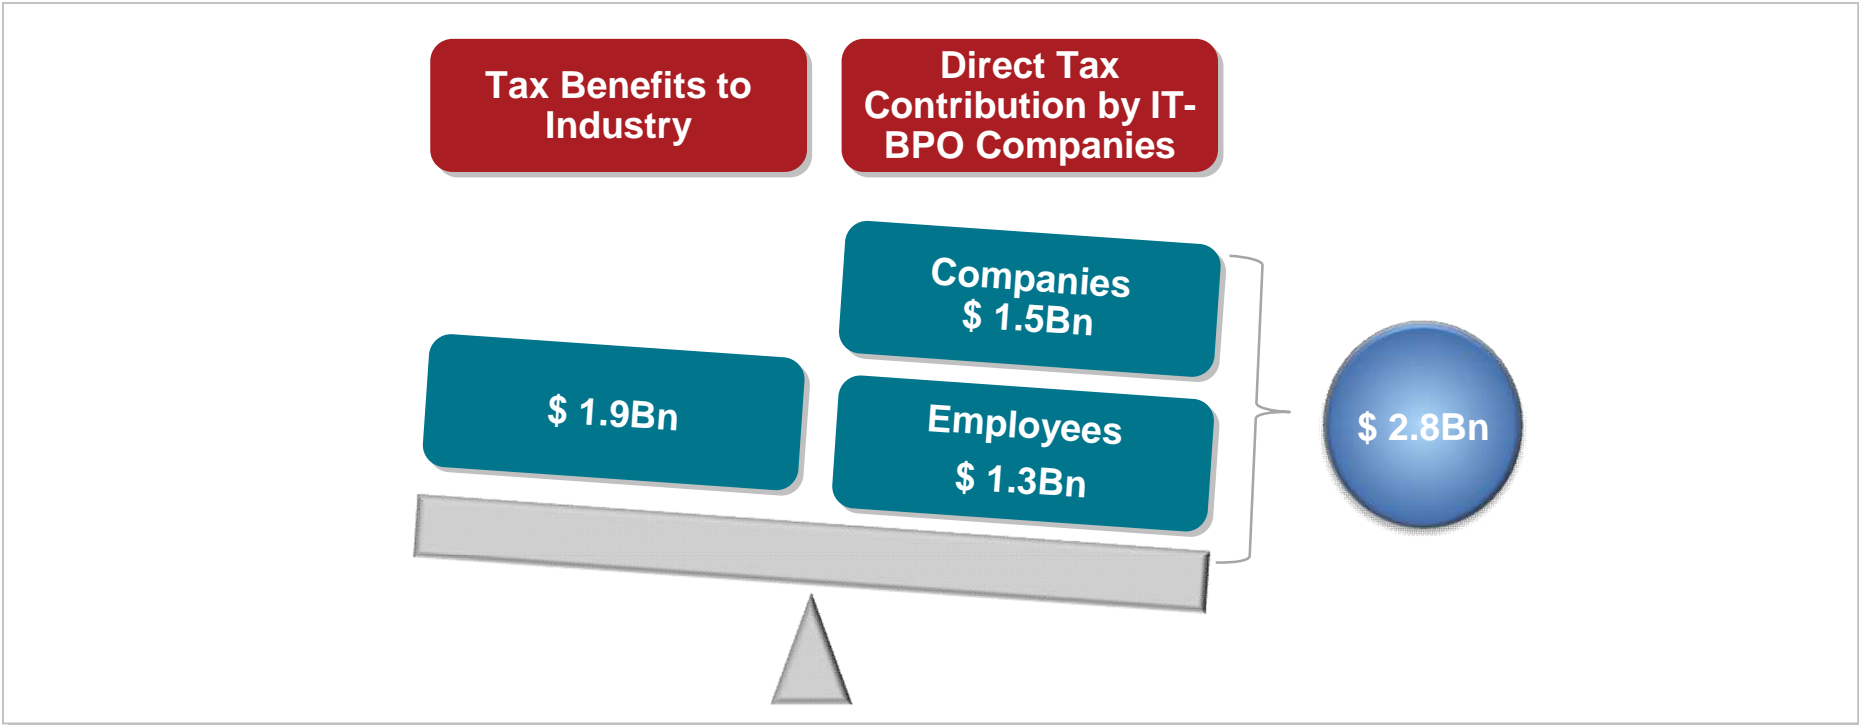 Tax Benefits to
Industry
Direct Tax
Contribution by IT-
BPO Companies
Companies
$ 1.5Bn
$ 1.9Bn
Employees
$ 1.3Bn
$ 2.8Bn